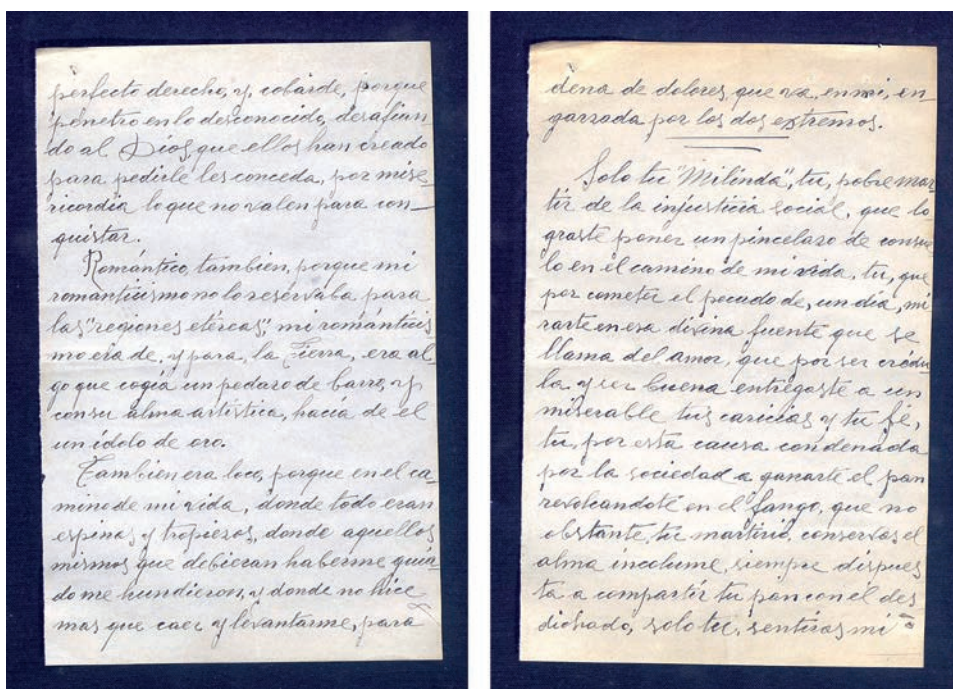 perfecto derecho, y, cobarde, porque
penetro en lo desconocido, desafian
do al Dios, que ellos han creado
para pedirle les conceda, por mise-
ricordia lo que no valen para con-
quistar.
Romántico, tambien, porque mi
romanticismo no lo reservaba para
las "regiones etéreas", mi románticis
mo era de, y para, la Tierra, era al
go que cogia un pedazo de barro, y,
con su alma artística, hacía de el
un ídolo de oro.
Tambien era loco, porque en el ca
mino de mi vida, donde todo eran
espinas y tropiezos, donde aquellos
mismos que debieran haberme guia-
do me hundieron, y donde no hice
mas que caer y levantarme, para
dena de dolores, que va, en mi, en-
garzada por los dos extremos.
Solo tu "Milinda", tu, pobre mar-
tir de la injusticia social, que lo
graste poner un pincelazo de consue
lo en el camino de mi vida, tu, que
por cometer el pecado de, un dia, mi
rarte en esa divina fuente que se
llama del amor, que por ser crédu
la y ser buena entregaste a un
miserable tus caricias y tu fé,
tu, por esta causa condenada
por la sociedad a ganarte el pan
revolcandote en el fango, que no
obstante, tu martirio, conservas el
alma incolume, siempre dispues
ta a compartir tu pan con el des
dichado, solo tu, sentiras mi